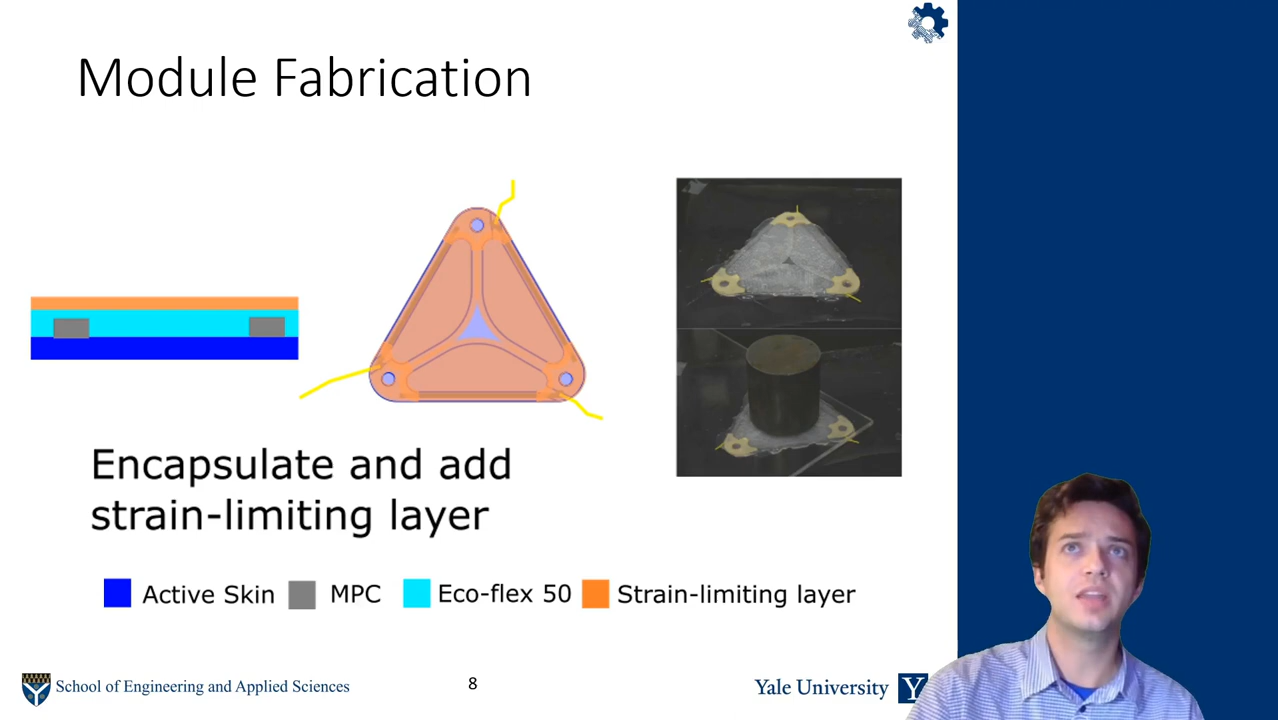 Module Fabrication
Encapsulate and add
strain-limiting layer
Active Skin MPC Eco-flex 50 Strain-limiting layer
School of Engineering and Applied Sciences
8
Yale University Y